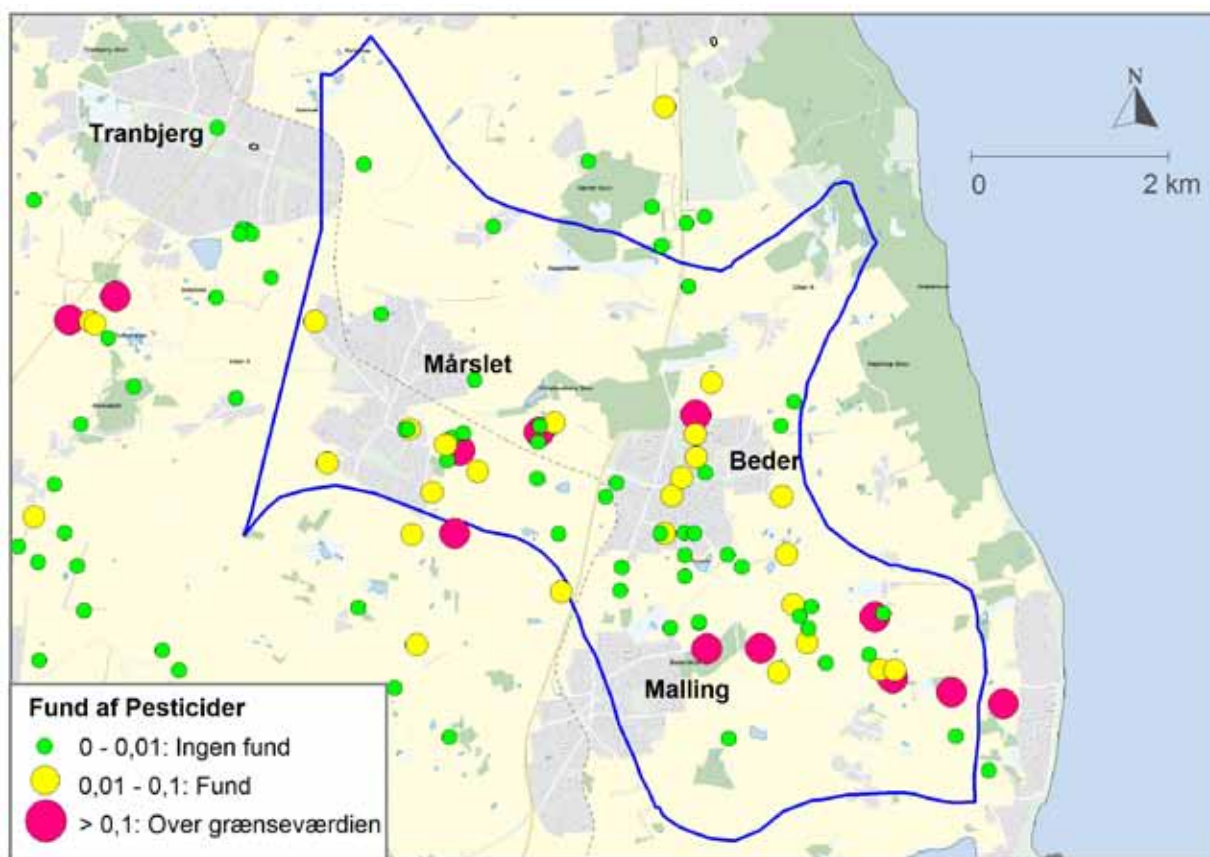 Tranbjerg
N
0 2 km
Mårslet
Beder
Malling
Fund af Pesticider
0 - 0,01: Ingen fund
0,01 - 0,1: Fund
> 0,1: Over grænseværdien